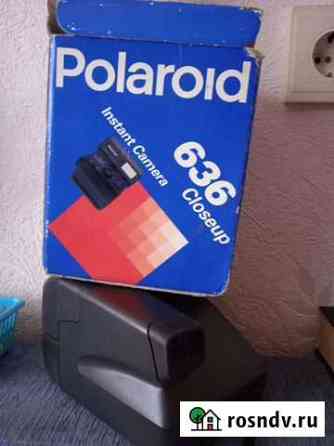 Polaroid
Instant Camera
636
Closeup
rosndv.ru